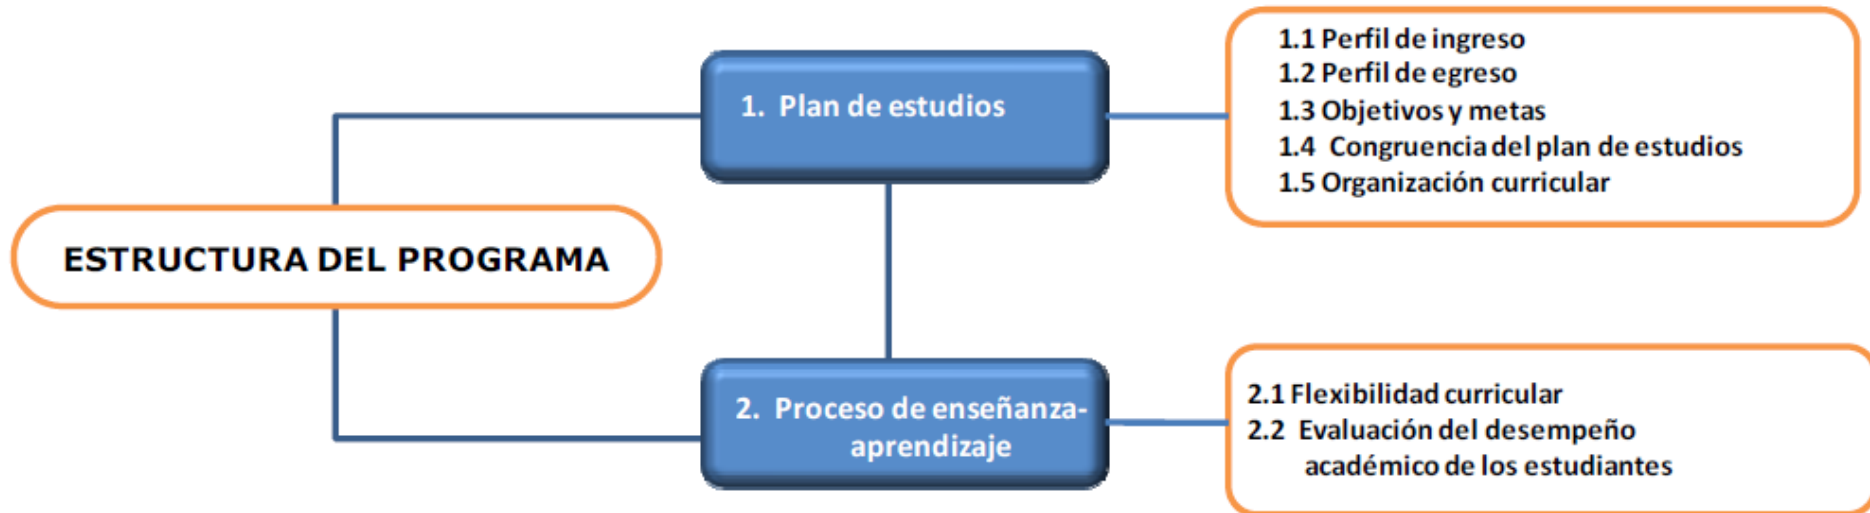 ESTRUCTURA DEL PROGRAMA
1. Plan de estudios
1.1 Perfil de ingreso
1.2 Perfil de egreso
1.3 Objetivos y metas
1.4 Congruencia del plan de estudios
1.5 Organización curricular
2. Proceso de enseñanza-
aprendizaje
2.1 Flexibilidad curricular
2.2 Evaluación del desempeño
académico de los estudiantes